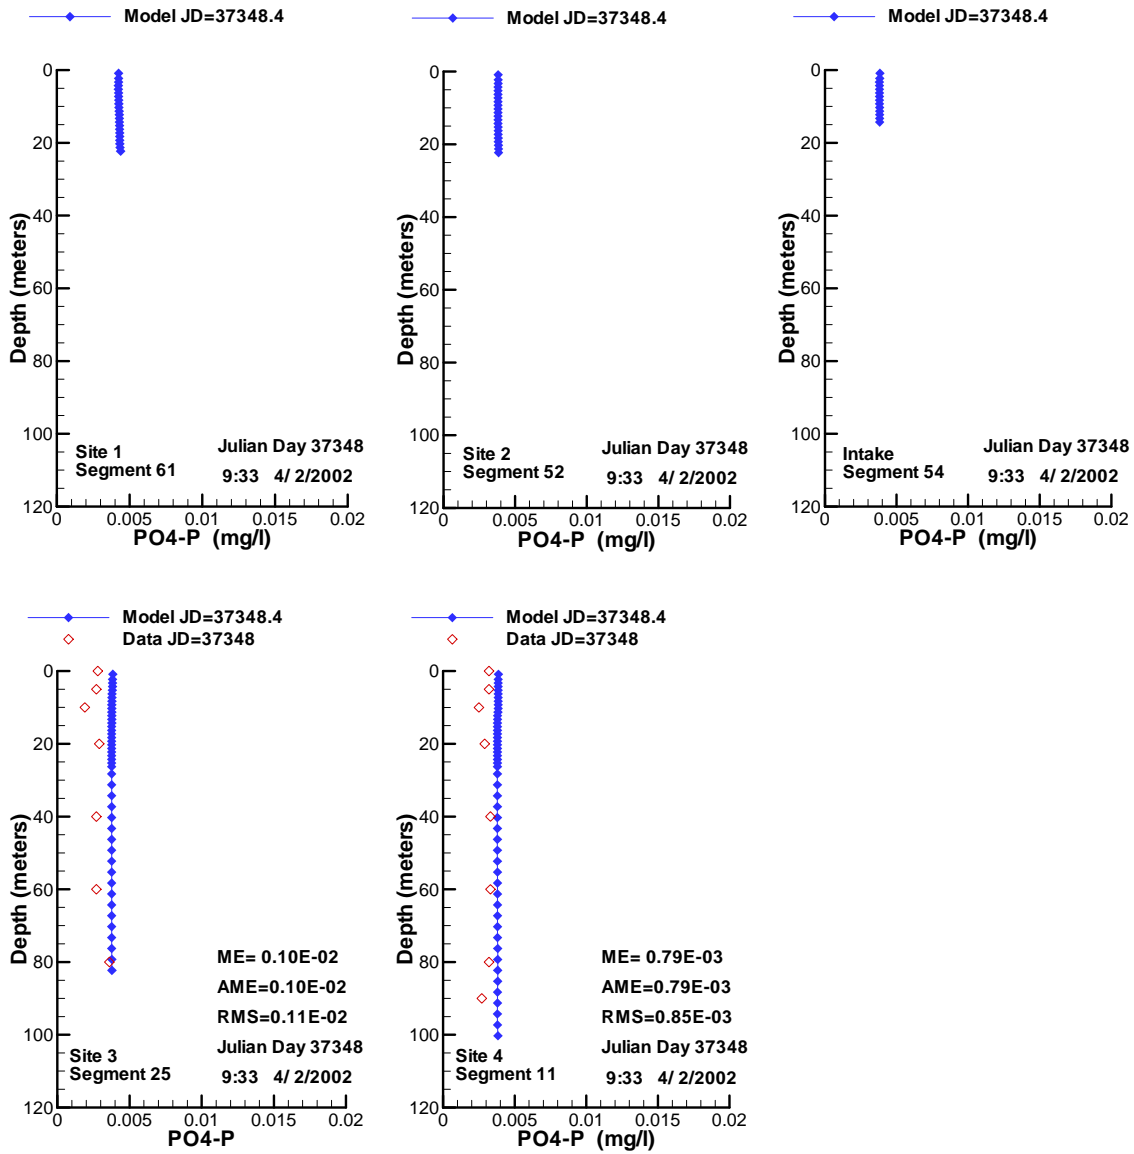 Model JD=37348.4
0
20
40
60
80
100
120
Depth (meters)
Site 1
Segment 61
Julian Day 37348
9:33 4/ 2/2002
0 0.005 0.01 0.015 0.02
PO4-P (mg/l)
Model JD=37348.4
0
20
40
60
80
100
120
Depth (meters)
Site 2
Segment 52
Julian Day 37348
9:33 4/ 2/2002
0 0.005 0.01 0.015 0.02
PO4-P (mg/l)
Model JD=37348.4
0
20
40
60
80
100
120
Depth (meters)
Intake
Segment 54
Julian Day 37348
9:33 4/ 2/2002
0 0.005 0.01 0.015 0.02
PO4-P (mg/l)
Model JD=37348.4
Data JD=37348
0
20
40
60
80
100
120
Depth (meters)
ME= 0.10E-02
AME=0.10E-02
RMS=0.11E-02
Site 3
Segment 25
Julian Day 37348
9:33 4/ 2/2002
0 0.005 0.01 0.015 0.02
PO4-P
Model JD=37348.4
Data JD=37348
0
20
40
60
80
100
120
Depth (meters)
ME= 0.79E-03
AME=0.79E-03
RMS=0.85E-03
Site 4
Segment 11
Julian Day 37348
9:33 4/ 2/2002
0 0.005 0.01 0.015 0.02
PO4-P (mg/l)